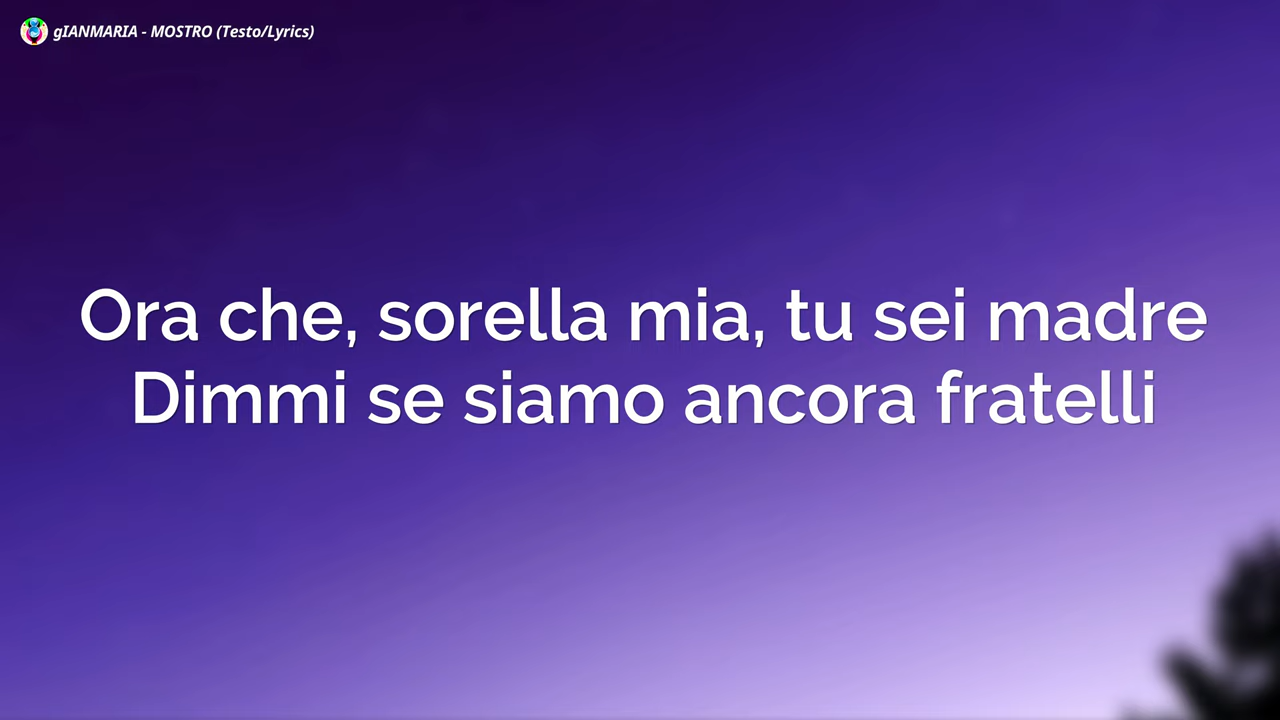 gIANMARIA - MOSTRO (Testo/Lyrics)
Ora che, sorella mia, tu sei madre
Dimmi se siamo ancora fratelli